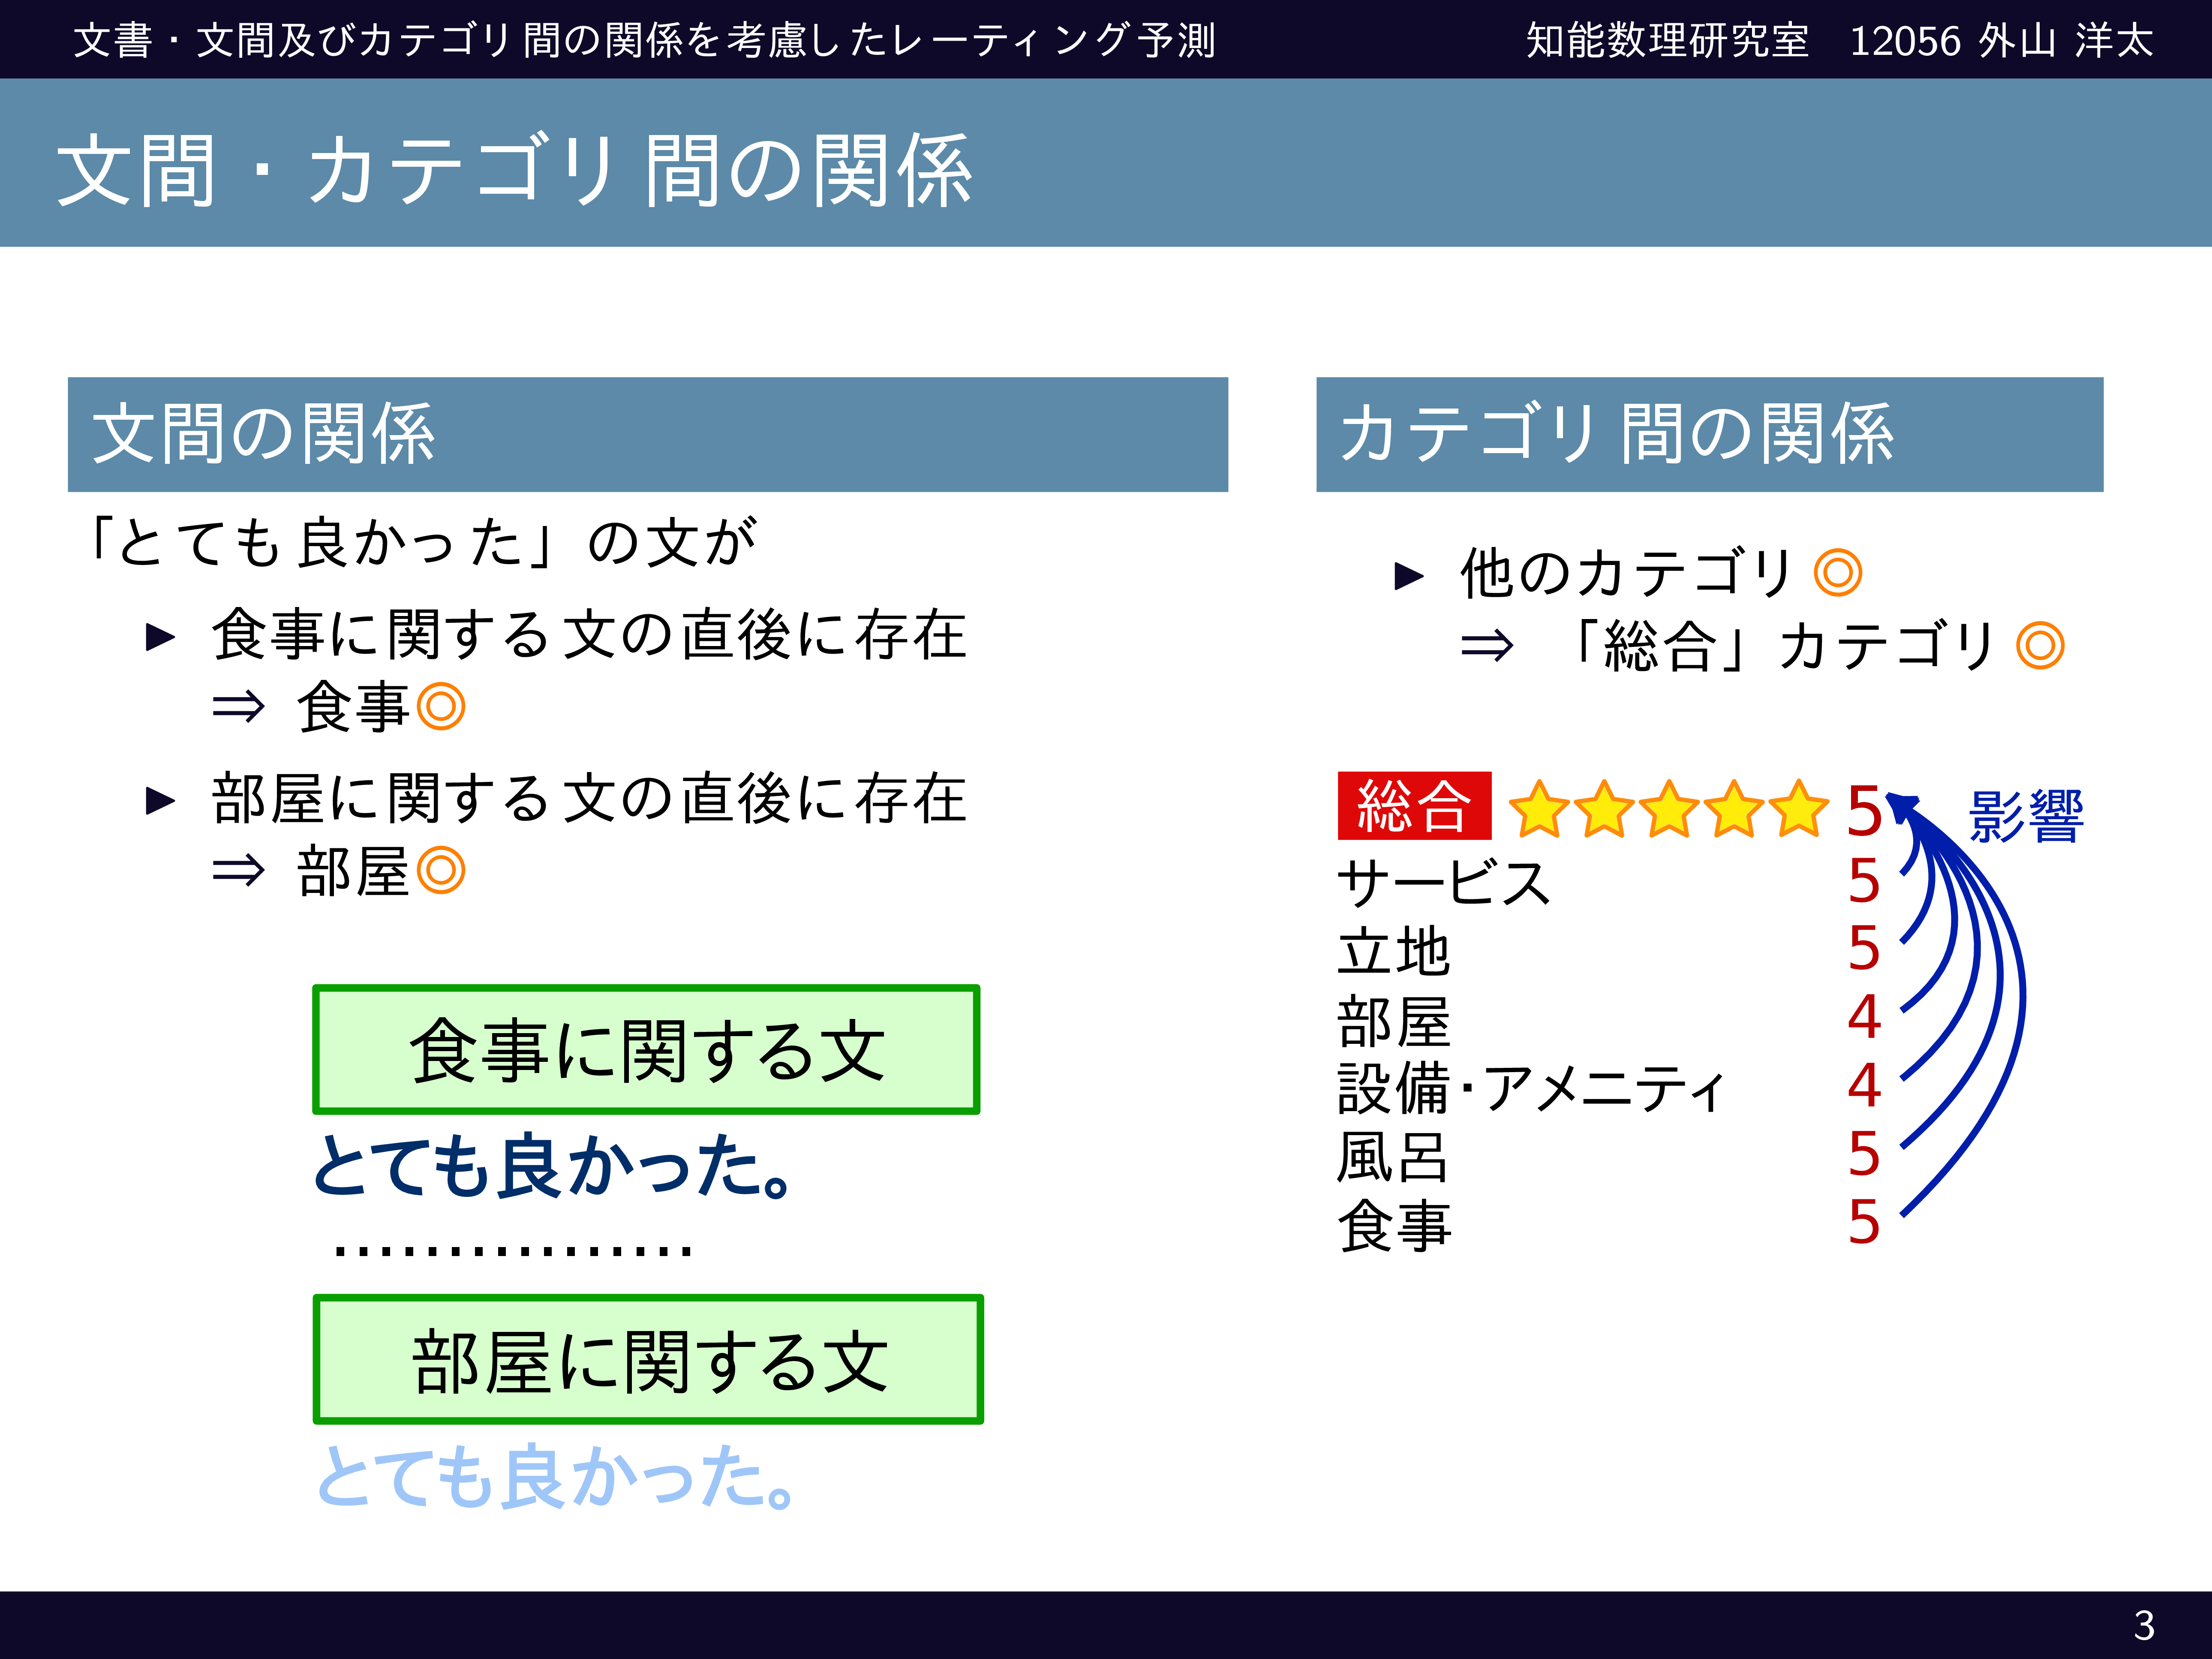 文書・文間及びカテゴリ間の関係を考慮したレーティング予測
知能数理研究室　12056 外山 洋太
文間・カテゴリ間の関係
文間の関係
「とても良かった」の文が
▶ 食事に関する文の直後に存在
⇒ 食事◎
▶ 部屋に関する文の直後に存在
⇒ 部屋◎
食事に関する文
とても良かった。
................
部屋に関する文
とても良かった。
カテゴリ間の関係
▶ 他のカテゴリ◎
⇒ 「総合」カテゴリ◎
総合 ★★★★★ 5 影響
サービス 5
立地 5
部屋 4
設備・アメニティ 4
風呂 5
食事 5
3